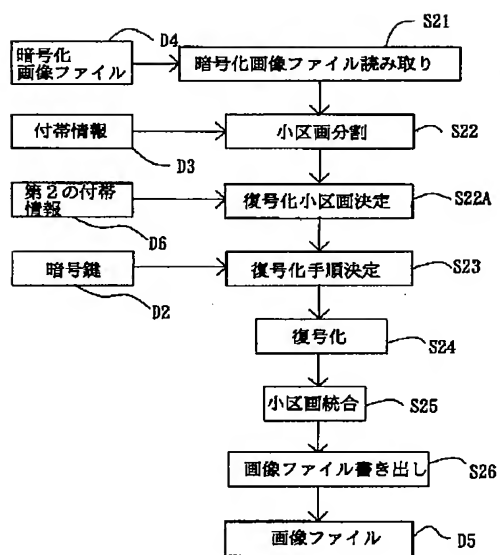 D4
S21
暗号化
画像ファイル
暗号化画像ファイル読み取り
付帯情報
小区画分割
S22
D3
第2の付帯
情報
復号化小区画決定
S22A
D6
暗号鍵
復号化手順決定
S23
D2
復号化
S24
小区画統合
S25
画像ファイル書き出し
S26
画像ファイル
D5